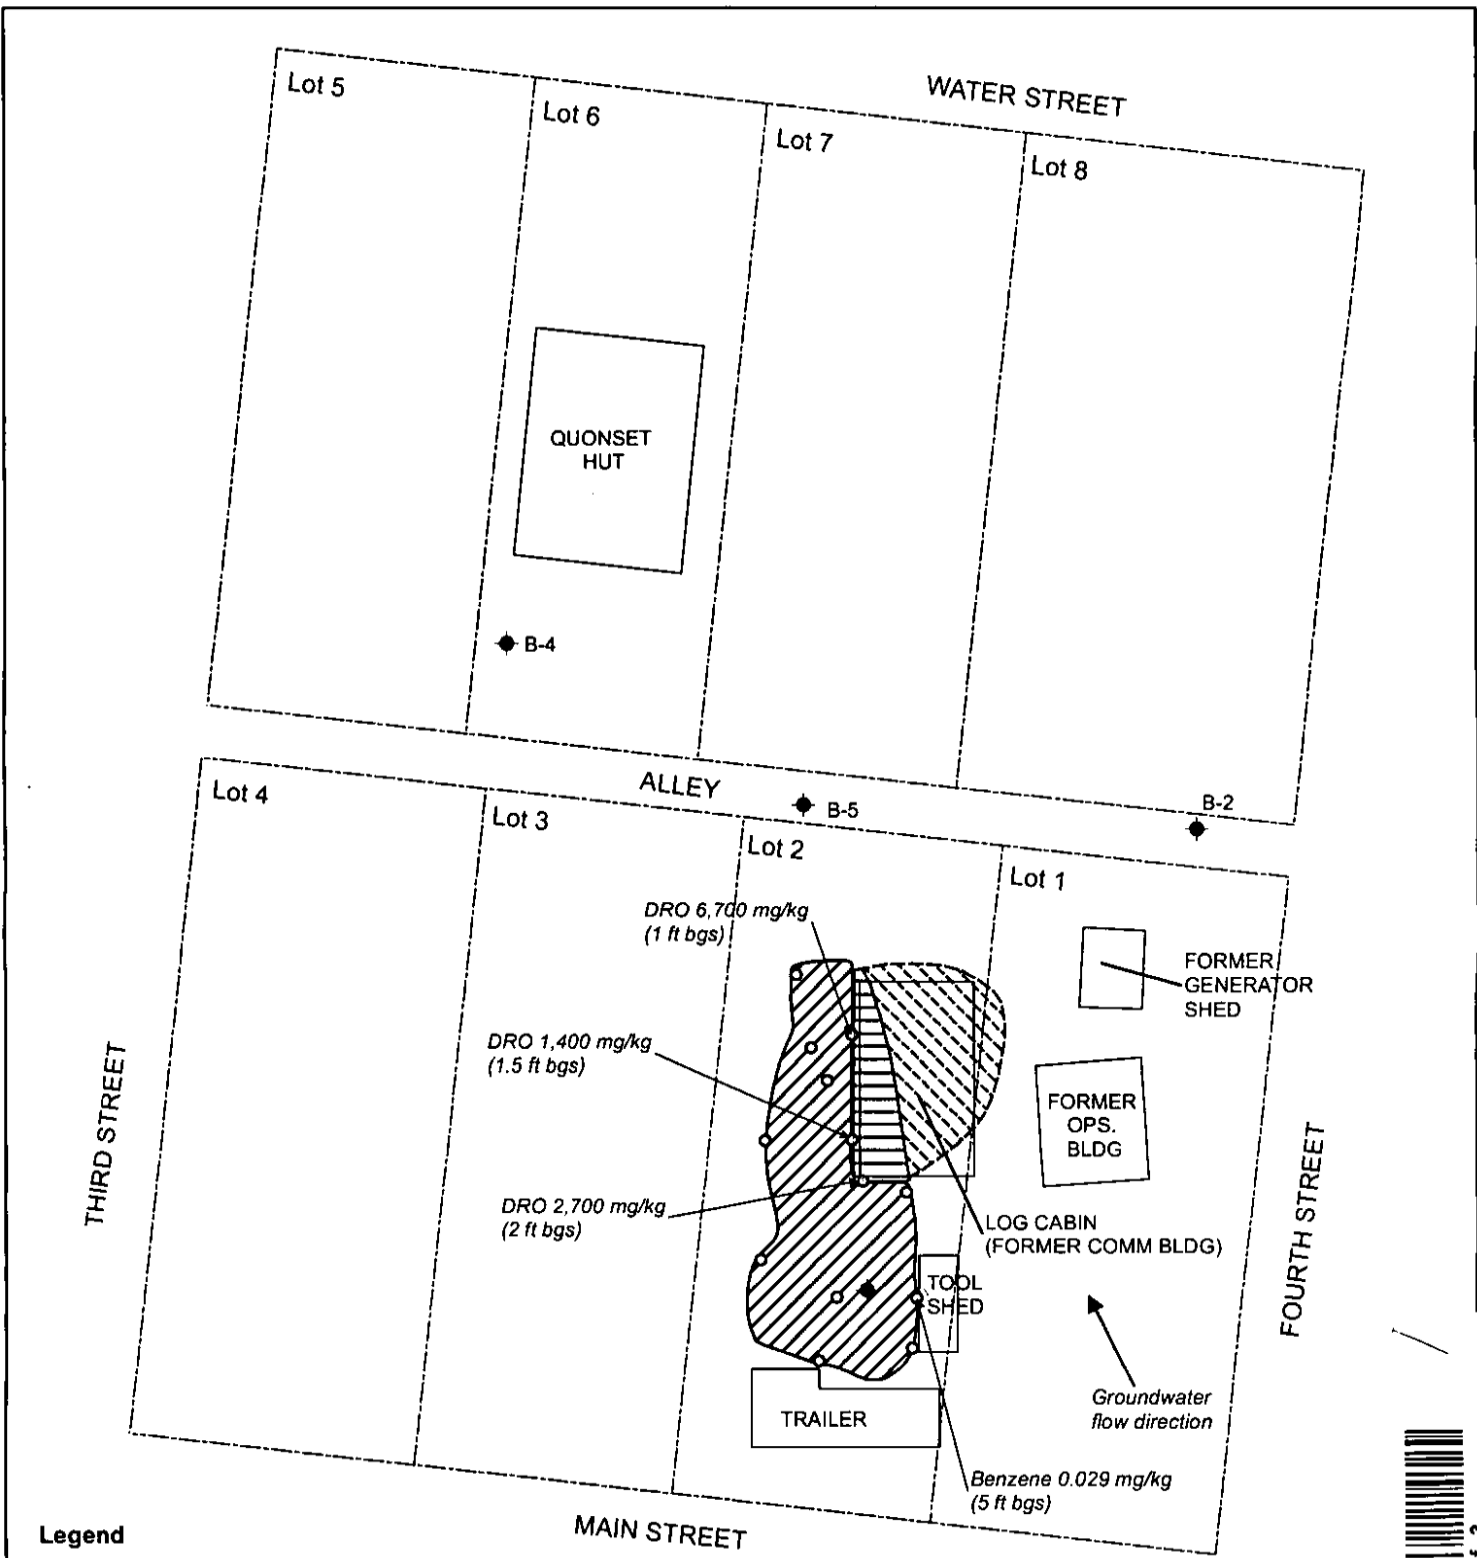 WATER STREET
Lot 5
Lot 6
Lot 7
Lot 8
QUONSET
HUT
B-4
ALLEY
B-5
B-2
Lot 4
Lot 3
Lot 2
Lot 1
DRO 6,700 mg/kg
(1 ft bgs)
FORMER
GENERATOR
SHED
DRO 1,400 mg/kg
(1.5 ft bgs)
FORMER
OPS.
BLDG
THIRD STREET
FOURTH STREET
DRO 2,700 mg/kg
(2 ft bgs)
LOG CABIN
(FORMER COMM BLDG)
TOOL
SHED
Groundwater
flow direction
TRAILER
Benzene 0.029 mg/kg
(5 ft bgs)
MAIN STREET
Legend